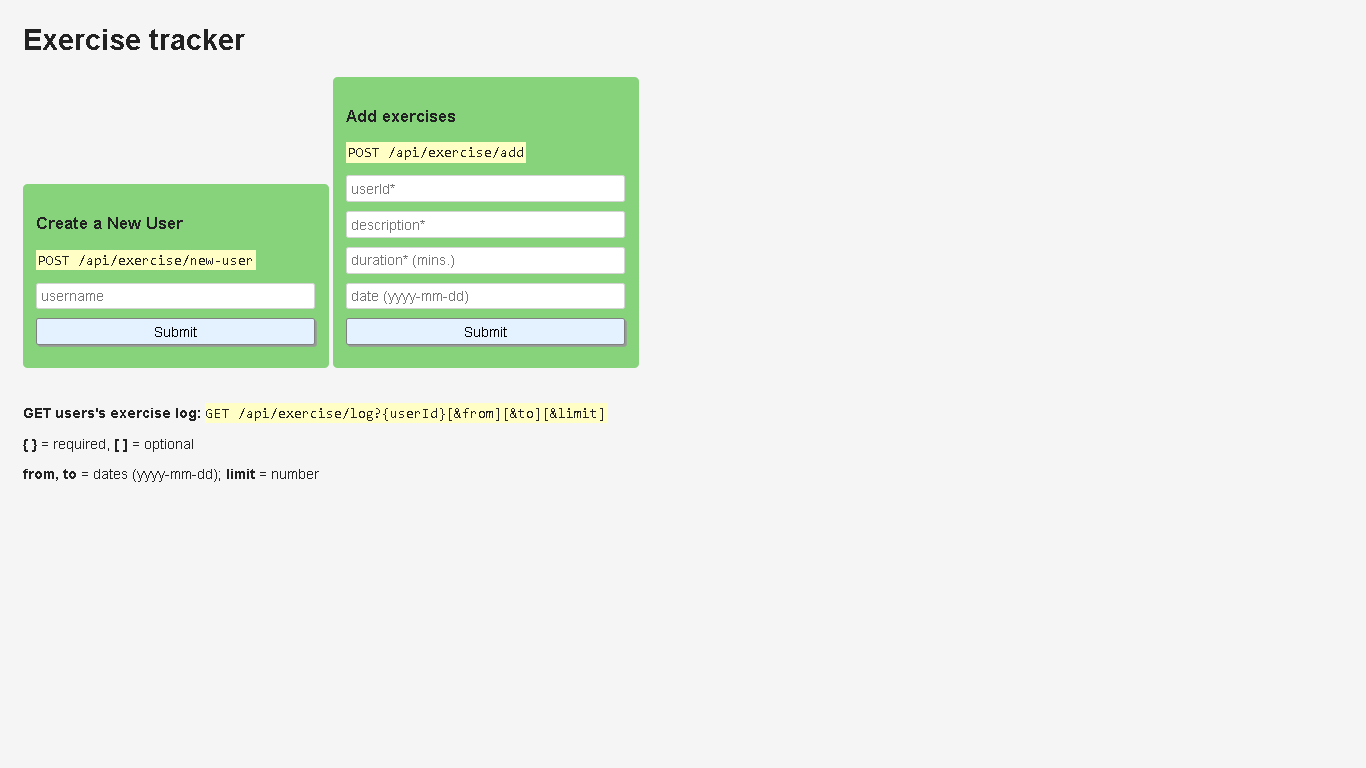 Exercise tracker
Create a New User
POST /api/exercise/new-user
username
Submit
Add exercises
POST /api/exercise/add
userId*
description*
duration* (mins.)
date (yyyy-mm-dd)
Submit
GET users's exercise log: GET /api/exercise/log?{userId}[&from][&to][&limit]
{ } = required, [ ] = optional
from, to = dates (yyyy-mm-dd); limit = number